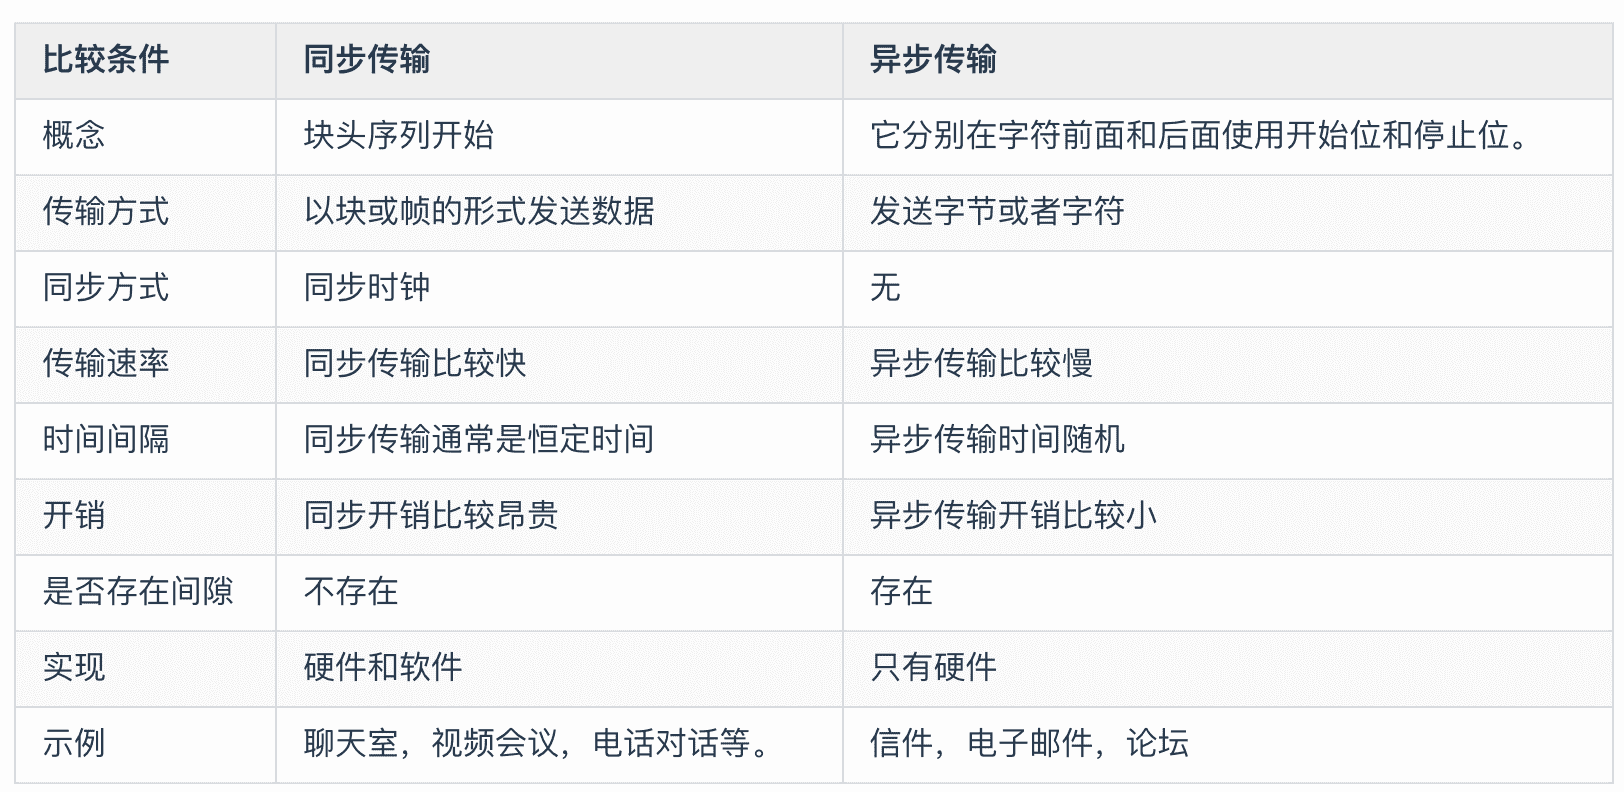 比较条件 同步传输 异步传输
概念 块头序列开始 它分别在字符前面和后面使用开始位和停止位。
传输方式 以块或帧的形式发送数据 发送字节或者字符
同步方式 同步时钟 无
传输速率 同步传输比较快 异步传输比较慢
时间间隔 同步传输通常是恒定时间 异步传输时间随机
开销 同步开销比较昂贵 异步传输开销比较小
是否存在间隙 不存在 存在
实现 硬件和软件 只有硬件
示例 聊天室，视频会议，电话对话等。 信件，电子邮件，论坛